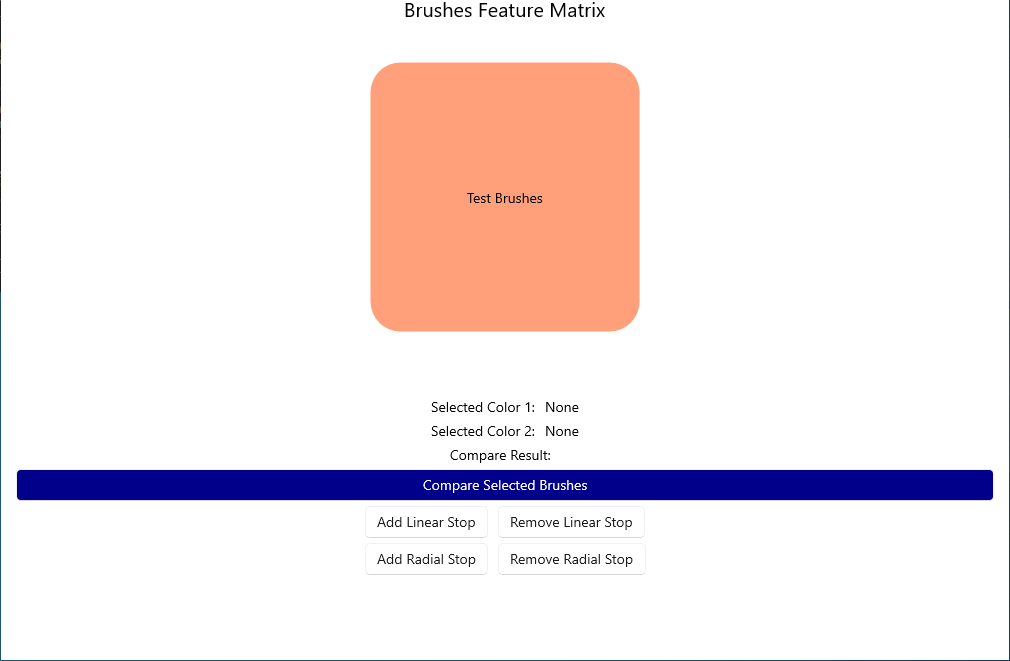 Brushes Feature Matrix
Test Brushes
Selected Color 1: None
Selected Color 2: None
Compare Result:
Compare Selected Brushes
Add Linear Stop Remove Linear Stop
Add Radial Stop Remove Radial Stop